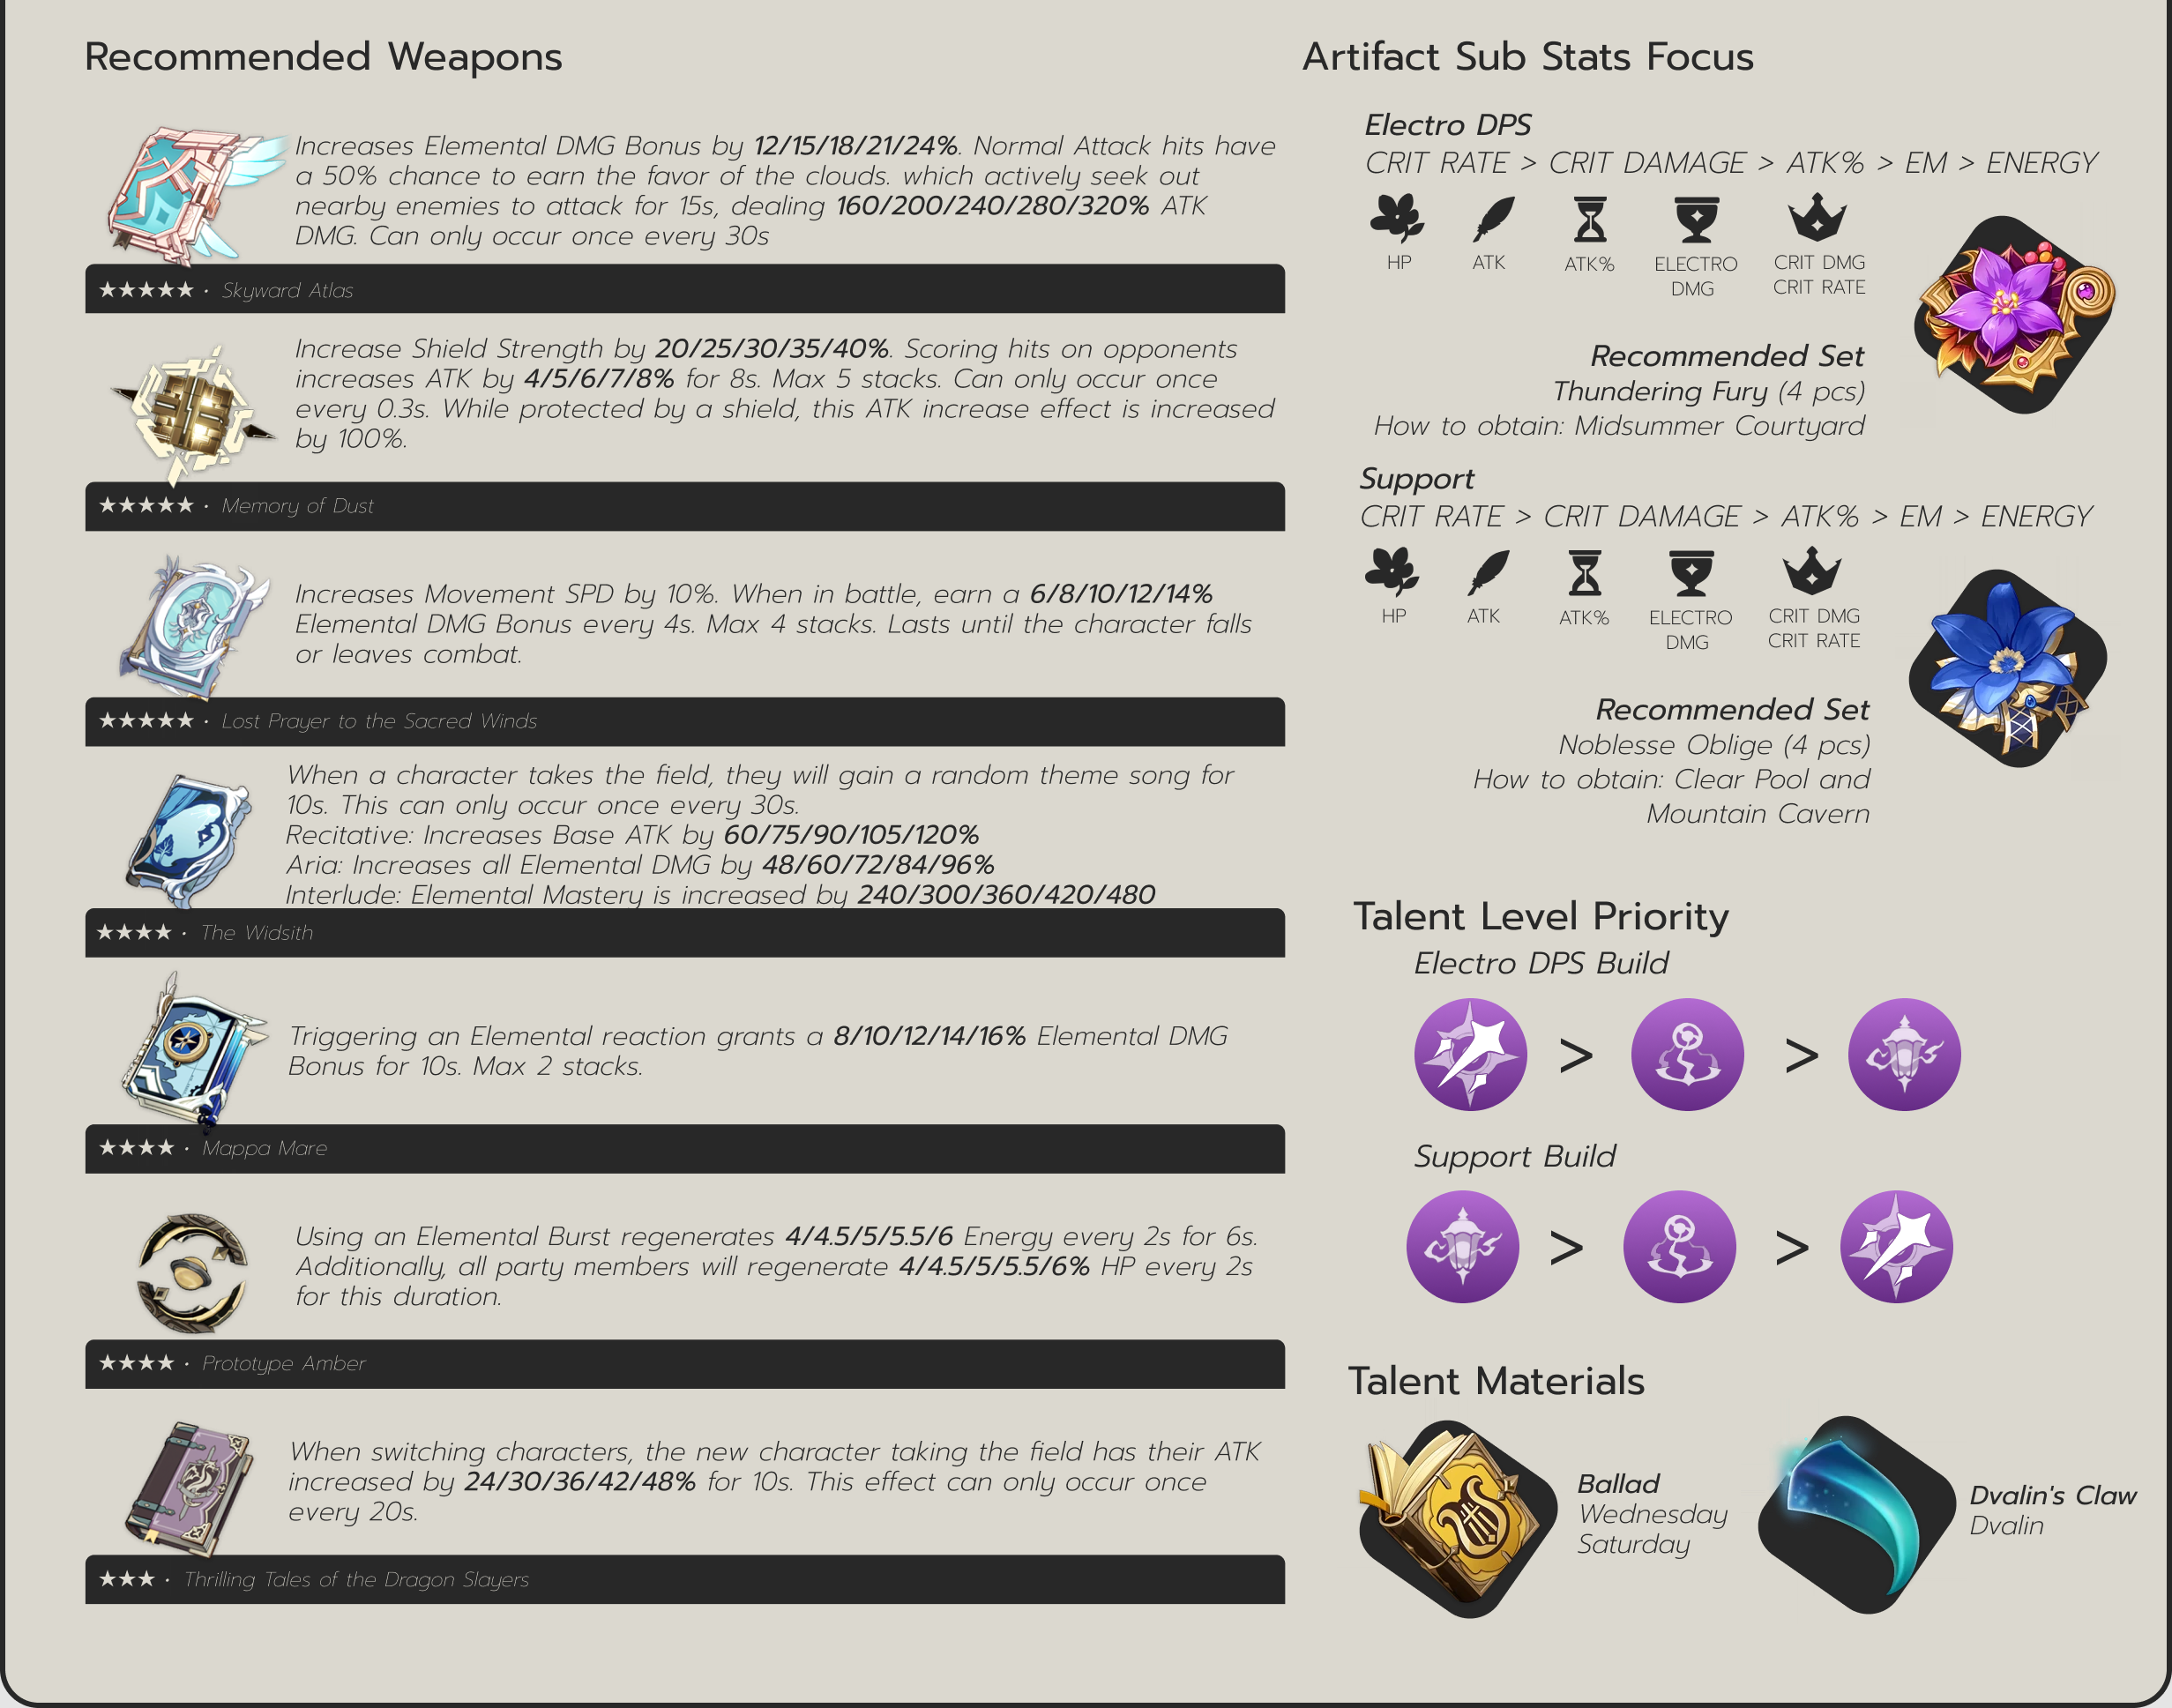 Recommended Weapons
Increases Elemental DMG Bonus by 12/15/18/21/24%. Normal Attack hits have
a 50% chance to earn the favor of the clouds. which actively seek out
nearby enemies to attack for 15s, dealing 160/200/240/280/320% ATK
DMG. Can only occur once every 30s
★★★★★ · Skyward Atlas
Increase Shield Strength by 20/25/30/35/40%. Scoring hits on opponents
increases ATK by 4/5/6/7/8% for 8s. Max 5 stacks. Can only occur once
every 0.3s. While protected by a shield, this ATK increase effect is increased
by 100%.
★★★★★ · Memory of Dust
Increases Movement SPD by 10%. When in battle, earn a 6/8/10/12/14%
Elemental DMG Bonus every 4s. Max 4 stacks. Lasts until the character falls
or leaves combat.
★★★★★ · Lost Prayer to the Sacred Winds
When a character takes the field, they will gain a random theme song for
10s. This can only occur once every 30s.
Recitative: Increases Base ATK by 60/75/90/105/120%
Aria: Increases all Elemental DMG by 48/60/72/84/96%
Interlude: Elemental Mastery is increased by 240/300/360/420/480
★★★★ · The Widsith
Triggering an Elemental reaction grants a 8/10/12/14/16% Elemental DMG
Bonus for 10s. Max 2 stacks.
★★★★ · Mappa Mare
Using an Elemental Burst regenerates 4/4.5/5/5.5/6 Energy every 2s for 6s.
Additionally, all party members will regenerate 4/4.5/5/5.5/6% HP every 2s
for this duration.
★★★★ · Prototype Amber
When switching characters, the new character taking the field has their ATK
increased by 24/30/36/42/48% for 10s. This effect can only occur once
every 20s.
★★★ · Thrilling Tales of the Dragon Slayers
Artifact Sub Stats Focus
Electro DPS
CRIT RATE > CRIT DAMAGE > ATK% > EM > ENERGY
HP ATK ATK% ELECTRO CRIT DMG
DMG CRIT RATE
Recommended Set
Thundering Fury (4 pcs)
How to obtain: Midsummer Courtyard
Support
CRIT RATE > CRIT DAMAGE > ATK% > EM > ENERGY
HP ATK ATK% ELECTRO CRIT DMG
DMG CRIT RATE
Recommended Set
Noblesse Oblige (4 pcs)
How to obtain: Clear Pool and
Mountain Cavern
Talent Level Priority
Electro DPS Build
> >
Support Build
> >
Talent Materials
Ballad
Wednesday
Saturday
Dvalin's Claw
Dvalin